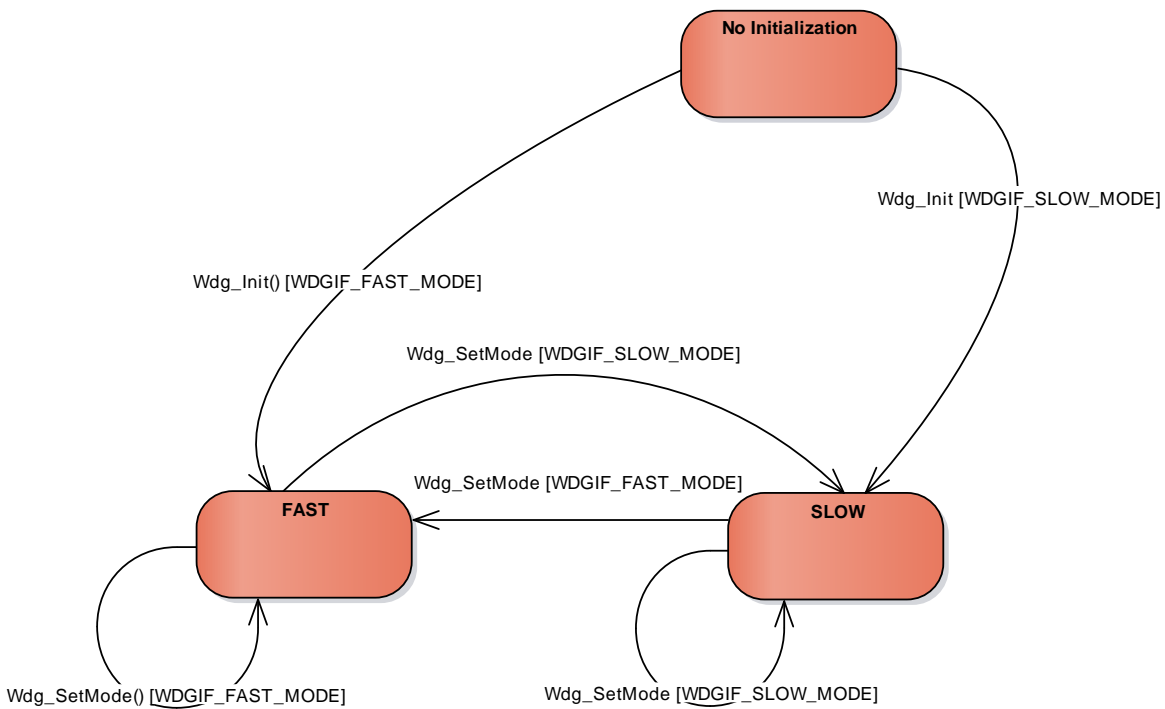 No Initialization
Wdg_Init [WDGIF_SLOW_MODE]
Wdg_Init() [WDGIF_FAST_MODE]
Wdg_SetMode [WDGIF_SLOW_MODE]
Wdg_SetMode [WDGIF_FAST_MODE]
FAST
SLOW
Wdg_SetMode() [WDGIF_FAST_MODE]
Wdg_SetMode [WDGIF_SLOW_MODE]